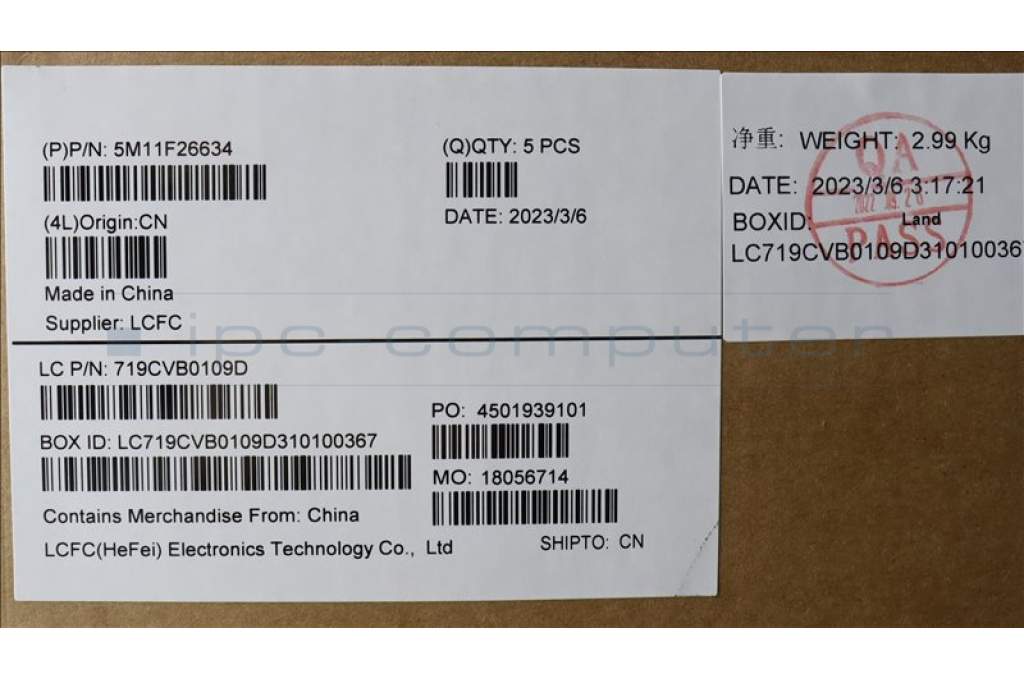 (P)P/N: 5M11F26634
(Q)QTY: 5 PCS
(4L)Origin:CN
DATE: 2023/3/6
Made in China
Supplier: LCFC
LC P/N: 719CVB0109D
PO: 4501939101
BOX ID: LC719CVB0109D310100367
MO: 18056714
Contains Merchandise From: China
LCFC(HeFei) Electronics Technology Co., Ltd
SHIPTO: CN
净重: WEIGHT: 2.99 Kg
DATE: 2023/3/6 3:17:21
BOXID: Land
LC719CVB0109D31010036
QA
PASS
ipc computer